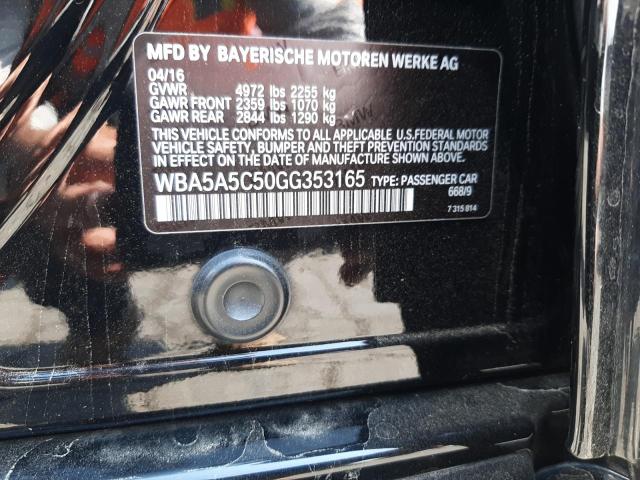 MFD BY BAYERISCHE MOTOREN WERKE AG
04/16
GVWR 4972 lbs 2255 kg
GAWR FRONT 2359 lbs 1070 kg
GAWR REAR 2844 lbs 1290 kg
THIS VEHICLE CONFORMS TO ALL APPLICABLE U.S.FEDERAL MOTOR
VEHICLE SAFETY, BUMPER AND THEFT PREVENTION STANDARDS
IN EFFECT ON THE DATE OF MANUFACTURE SHOWN ABOVE.
WBA5A5C50GG353165 TYPE: PASSENGER CAR
668/9
7 315 814